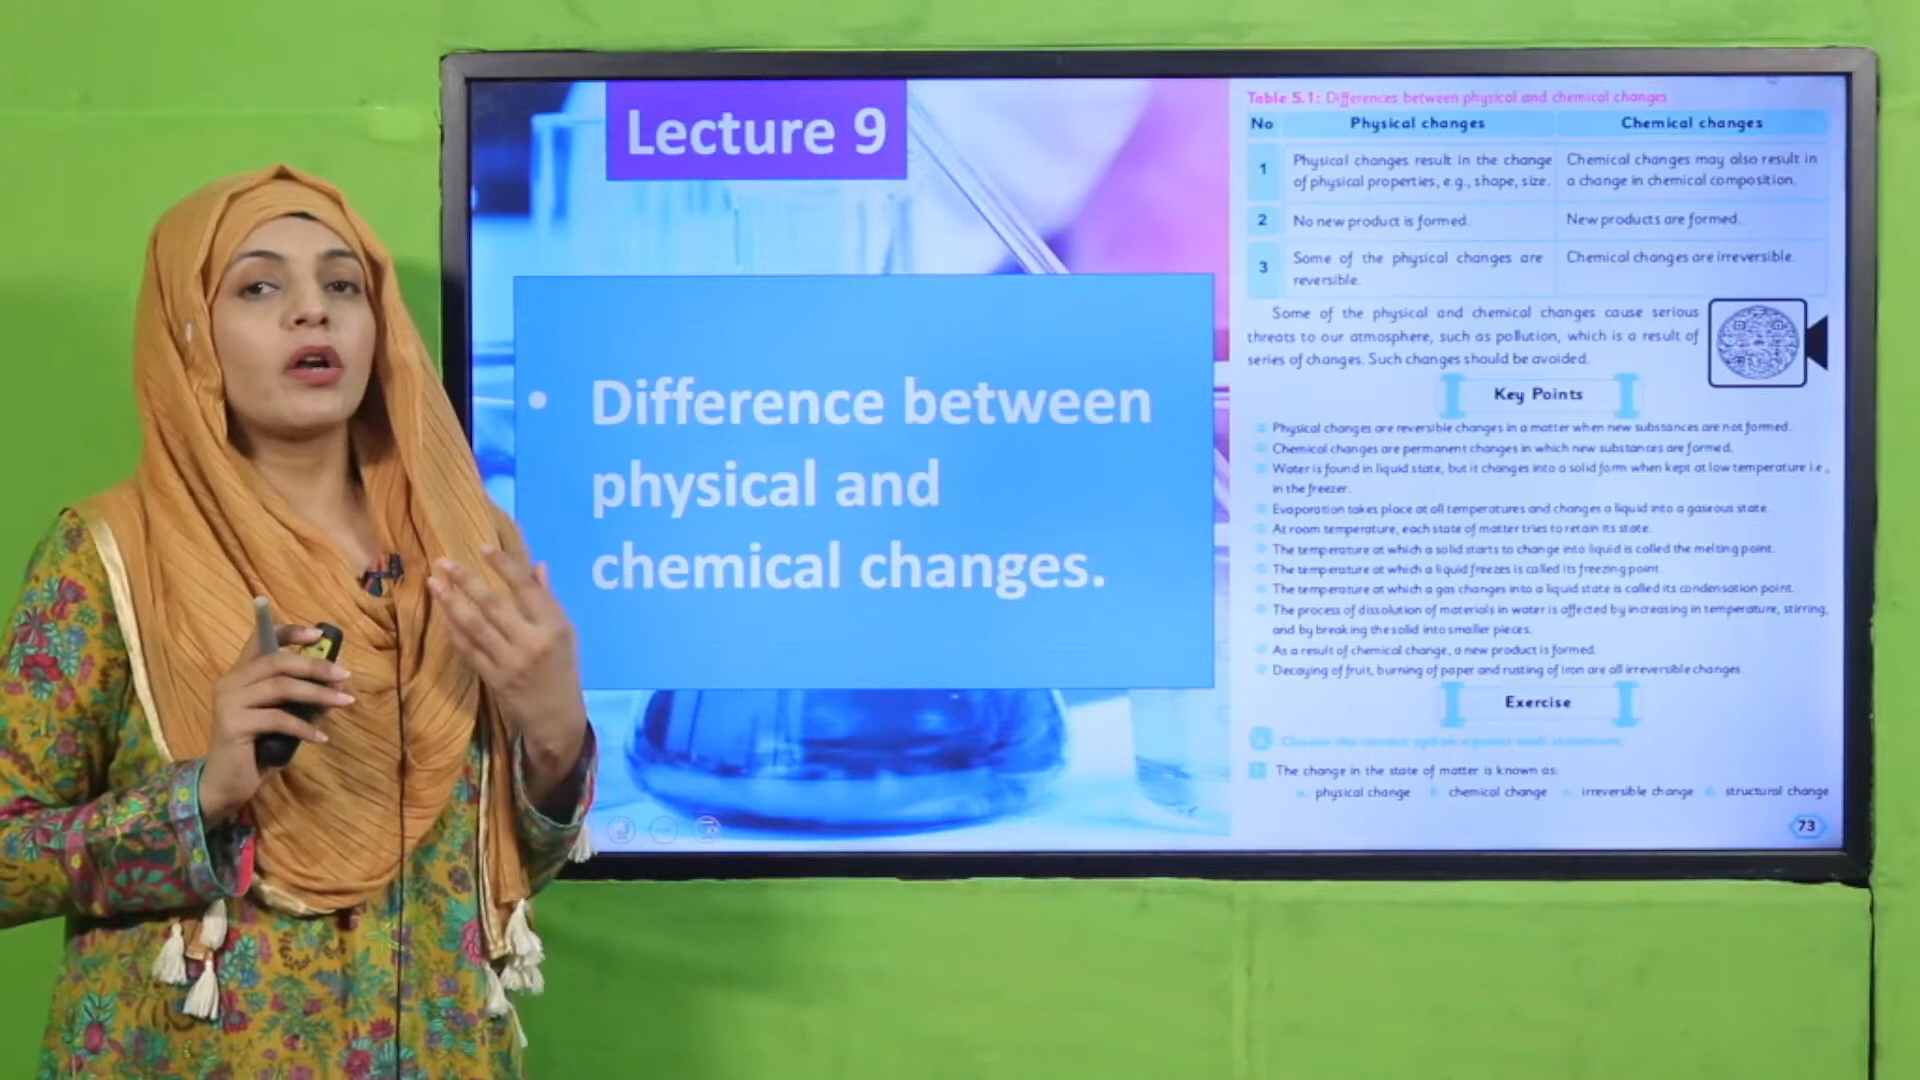 Lecture 9
• Difference between
physical and
chemical changes.
Table 5.1: Differences between physical and chemical changes
No Physical changes Chemical changes
1 Physical changes result in the change of physical properties, e.g., shape, size. Chemical changes may also result in a change in chemical composition.
2 No new product is formed. New products are formed.
3 Some of the physical changes are reversible. Chemical changes are irreversible.
Some of the physical and chemical changes cause serious
threats to our atmosphere, such as pollution, which is a result of
series of changes. Such changes should be avoided.
Key Points
Physical changes are reversible changes in a matter when new substances are not formed.
Chemical changes are permanent changes in which new substances are formed.
Water is found in liquid state, but it changes into a solid form when kept at low temperature i.e.,
in the freezer.
Evaporation takes place at all temperatures and changes a liquid into a gaseous state.
At room temperature, each state of matter tries to retain its state.
The temperature at which a solid starts to change into liquid is called the melting point.
The temperature at which a liquid freezes is called its freezing point.
The temperature at which a gas changes into a liquid state is called its condensation point.
The process of dissolution of materials in water is affected by increasing in temperature, stirring,
and by breaking the solid into smaller pieces.
As a result of chemical change, a new product is formed.
Decaying of fruit, burning of paper and rusting of iron are all irreversible changes.
Exercise
Choose the correct option against each statement.
The change in the state of matter is known as:
physical change chemical change irreversible change structural change
73